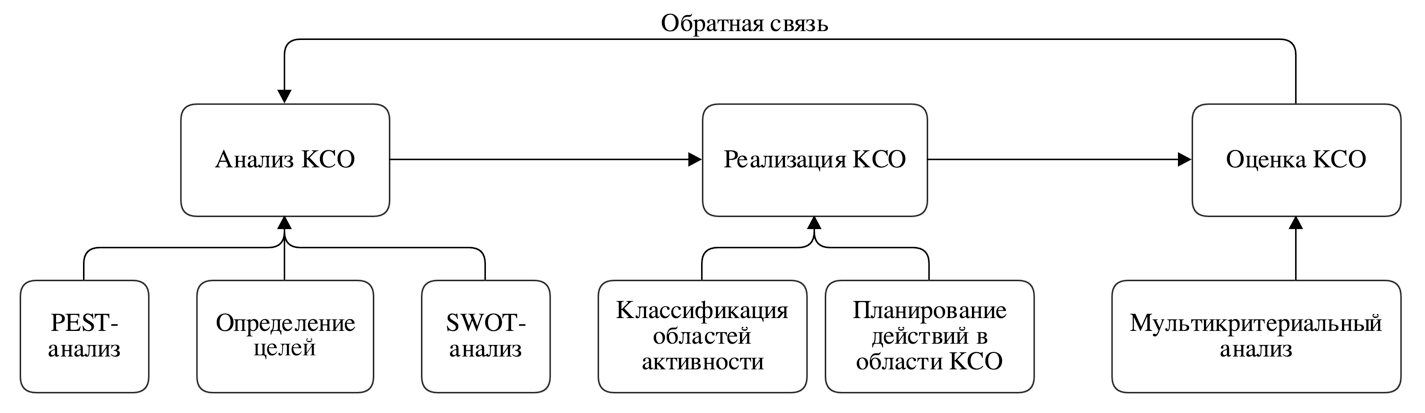 Обратная связь
Анализ КСО
Реализация КСО
Оценка КСО
PEST-
анализ
Определение
целей
SWOT-
анализ
Классификация
областей
активности
Планирование
действий в
области КСО
Мультикритериальный
анализ